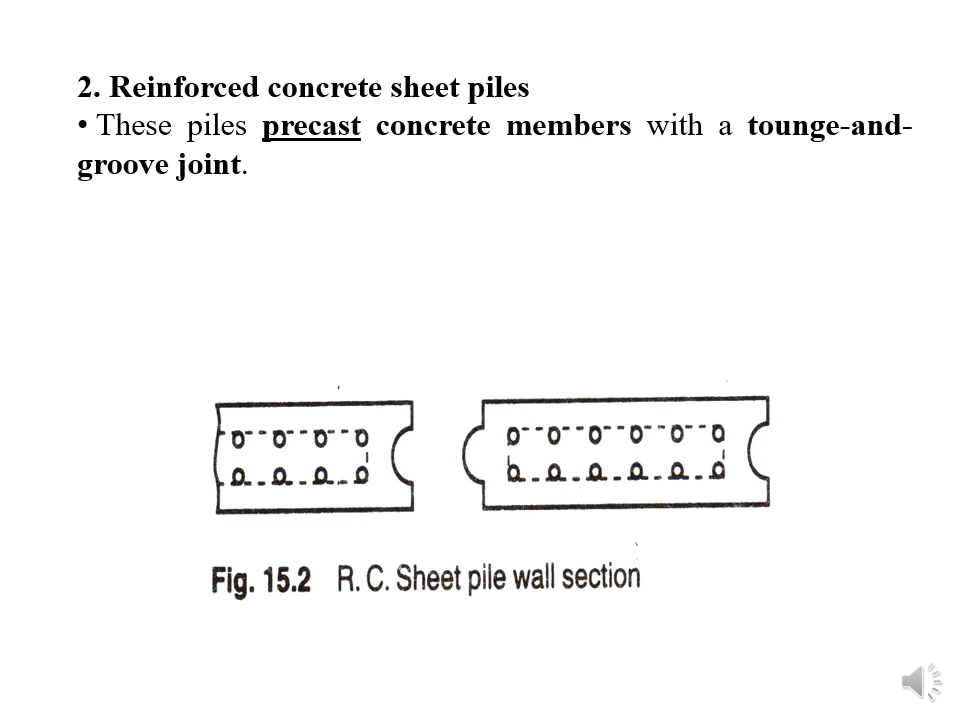 2. Reinforced concrete sheet piles
• These piles precast concrete members with a tounge-and-
groove joint.
Fig. 15.2 R. C. Sheet pile wall section